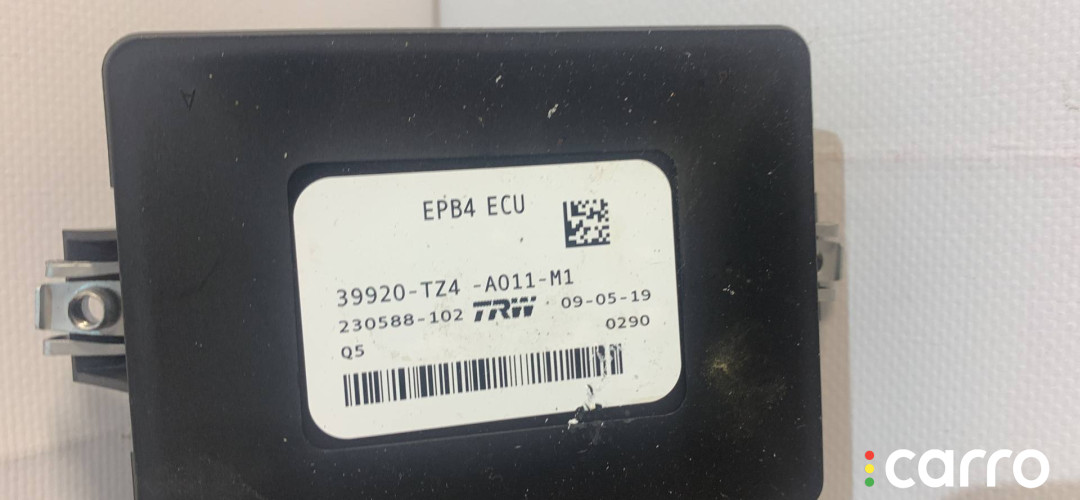 A
EPB4 ECU
39920-TZ4 -A011-M1
230588-102 TRW 09-05-19
Q5 0290
carro